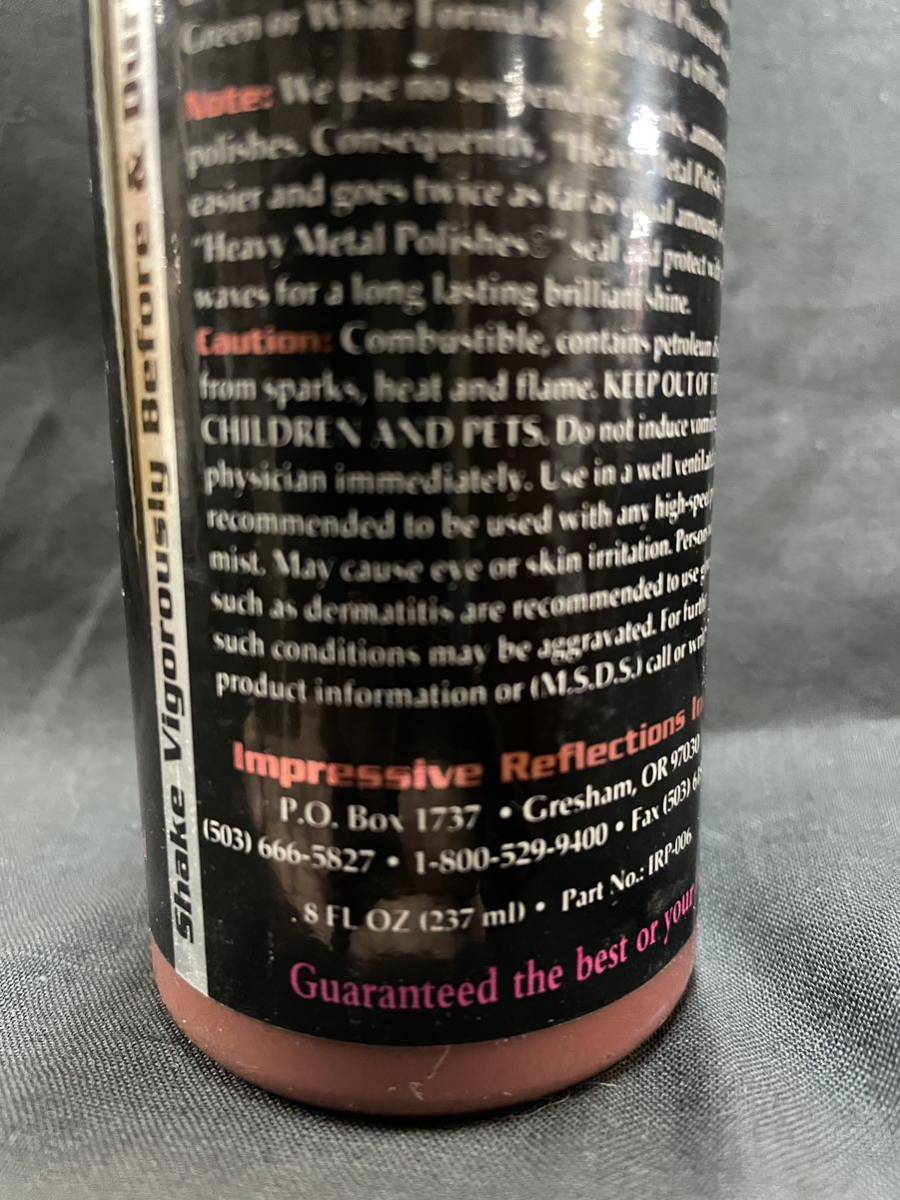 Green or White Formulas
Note: We use no
polishes. Consequently, "Heavy Metal Polish
easier and goes twice as far as equal amounts
"Heavy Metal Polishes®" seal and protect
waves for a long lasting brilliant shine.
Caution: Combustible, contains petroleum
from sparks, heat and flame. KEEP OUT OF
CHILDREN AND PETS. Do not induce
physician immediately. Use in a well
recommended to be used with any
mist. May cause eye or skin irritation.
such as dermatitis are recommended to use
such conditions may be aggravated. For
product information or (M.S.D.S.) call or
Impressive Reflections
P.O. Box 1737 • Gresham, OR 97030
(503) 666-5827 • 1-800-529-9400 • Fax (503)
.8 FL OZ (237 ml) • Part No.: IRP-006
Guaranteed the best or your
Shake Vigorously Before &